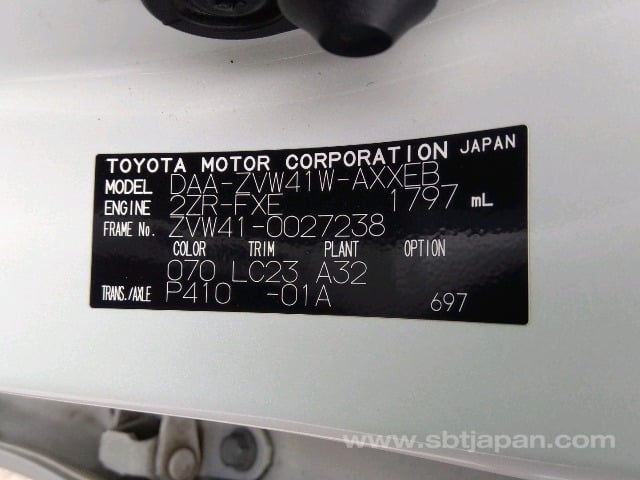 TOYOTA MOTOR CORPORATION JAPAN
MODEL DAA-ZVW41W-AXXEB
ENGINE 2ZR-FXE 1797 mL
FRAME No. ZVW41-0027238
COLOR TRIM PLANT OPTION
070 LC23 A32
TRANS./AXLE P410 -01A 697
www.sbtjapan.com